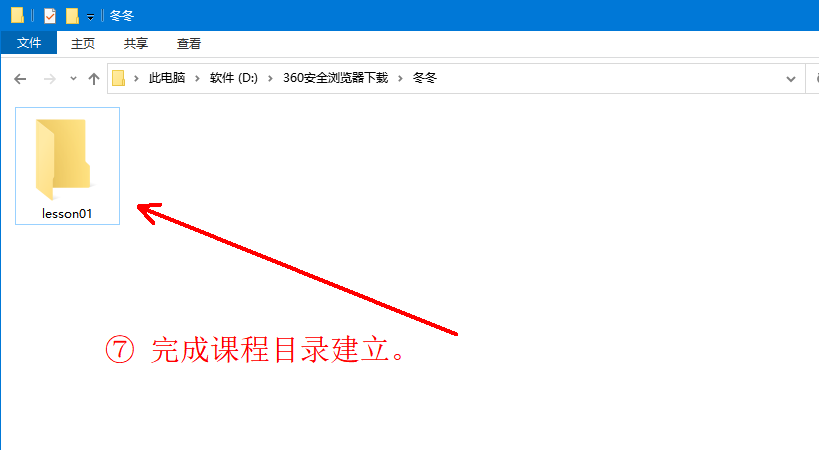 冬冬
文件 主页 共享 查看
此电脑 软件 (D:) 360安全浏览器下载 冬冬
lesson01
⑦ 完成课程目录建立。